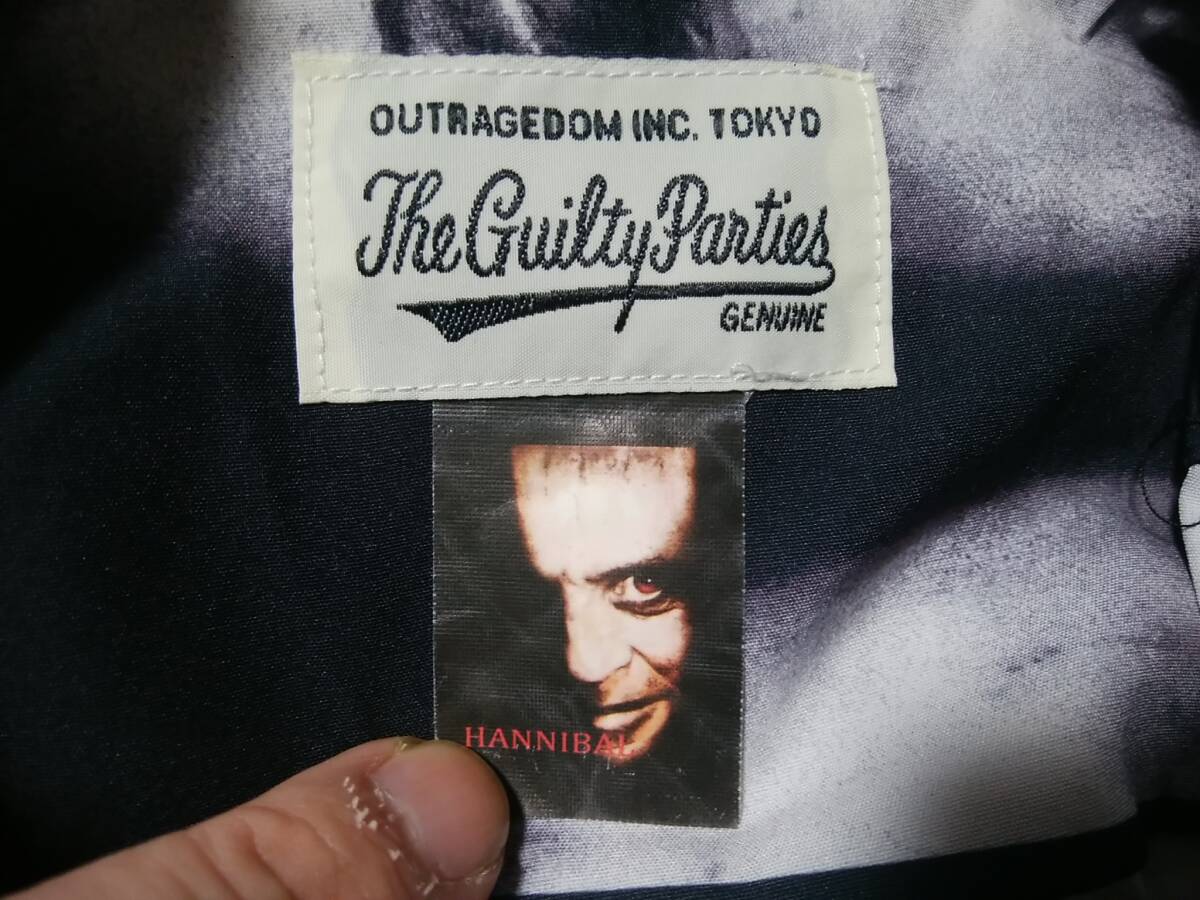 OUTRAGEDOM INC. TOKYO
The Guilty Parties
GENUINE
HANNIBAL